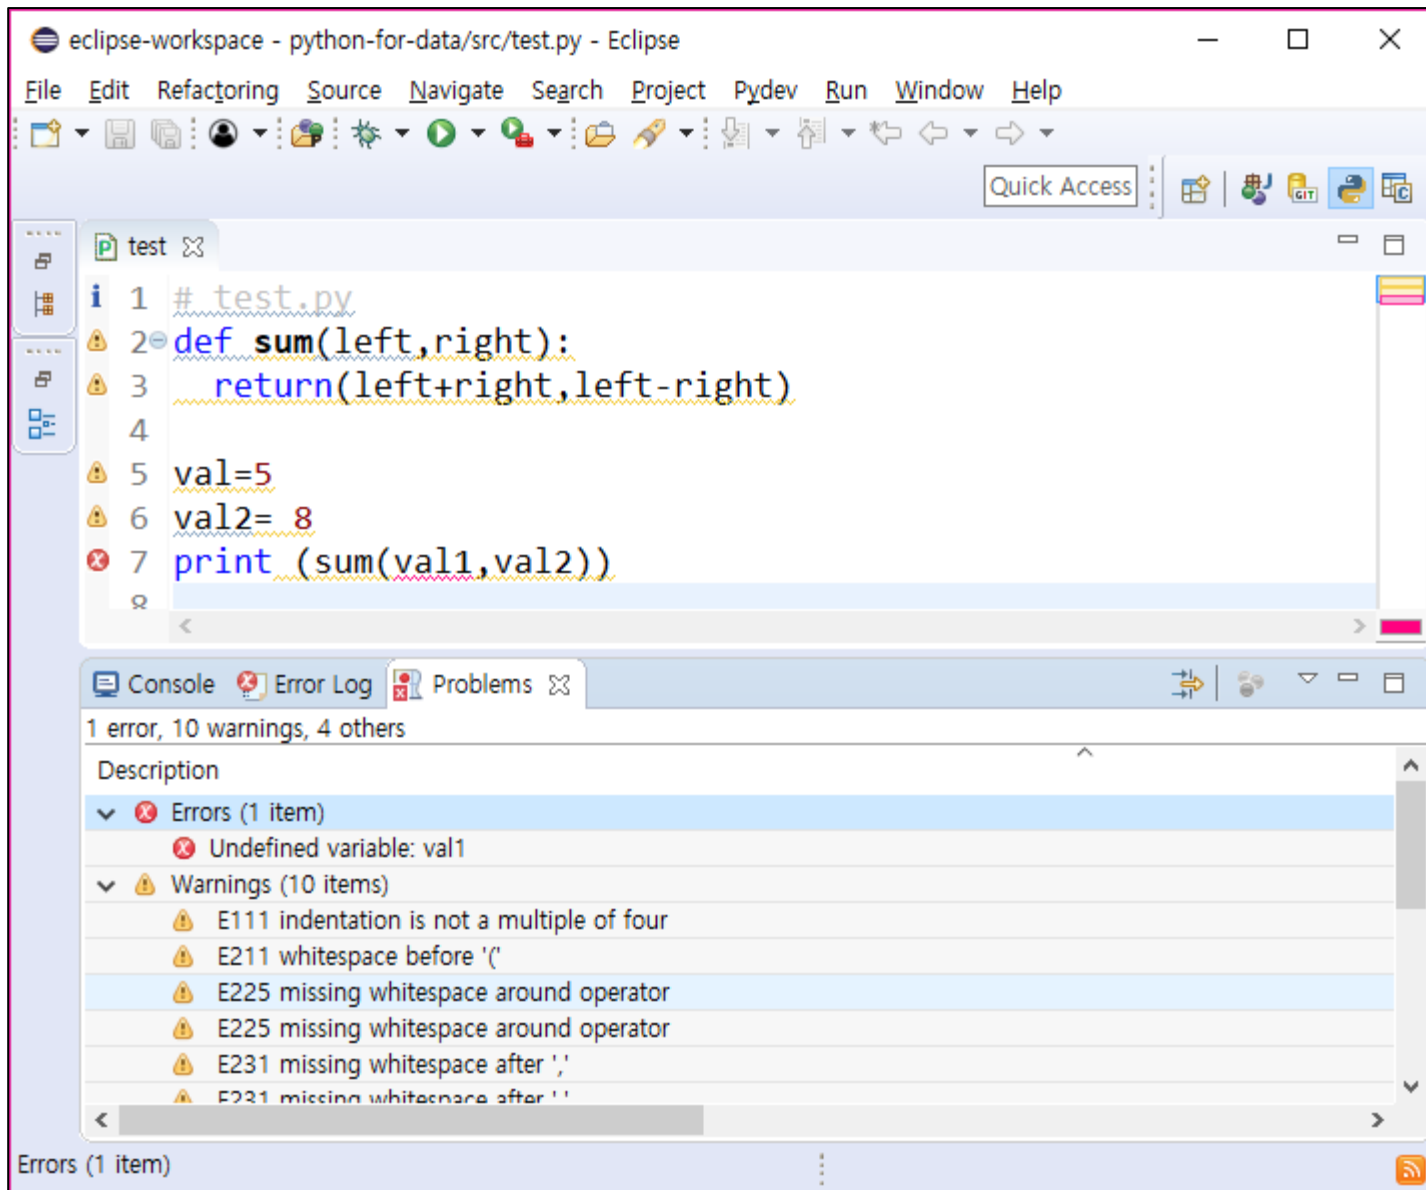 eclipse-workspace - python-for-data/src/test.py - Eclipse
File Edit Refactoring Source Navigate Search Project Pydev Run Window Help
Quick Access
test
1 # test.py
2 def sum(left,right):
3   return(left+right,left-right)
4
5 val=5
6 val2= 8
7 print (sum(val1,val2))
8
Console Error Log Problems
1 error, 10 warnings, 4 others
Description
Errors (1 item)
Undefined variable: val1
Warnings (10 items)
E111 indentation is not a multiple of four
E211 whitespace before '('
E225 missing whitespace around operator
E225 missing whitespace around operator
E231 missing whitespace after ','
E231 missing whitespace after ','
Errors (1 item)